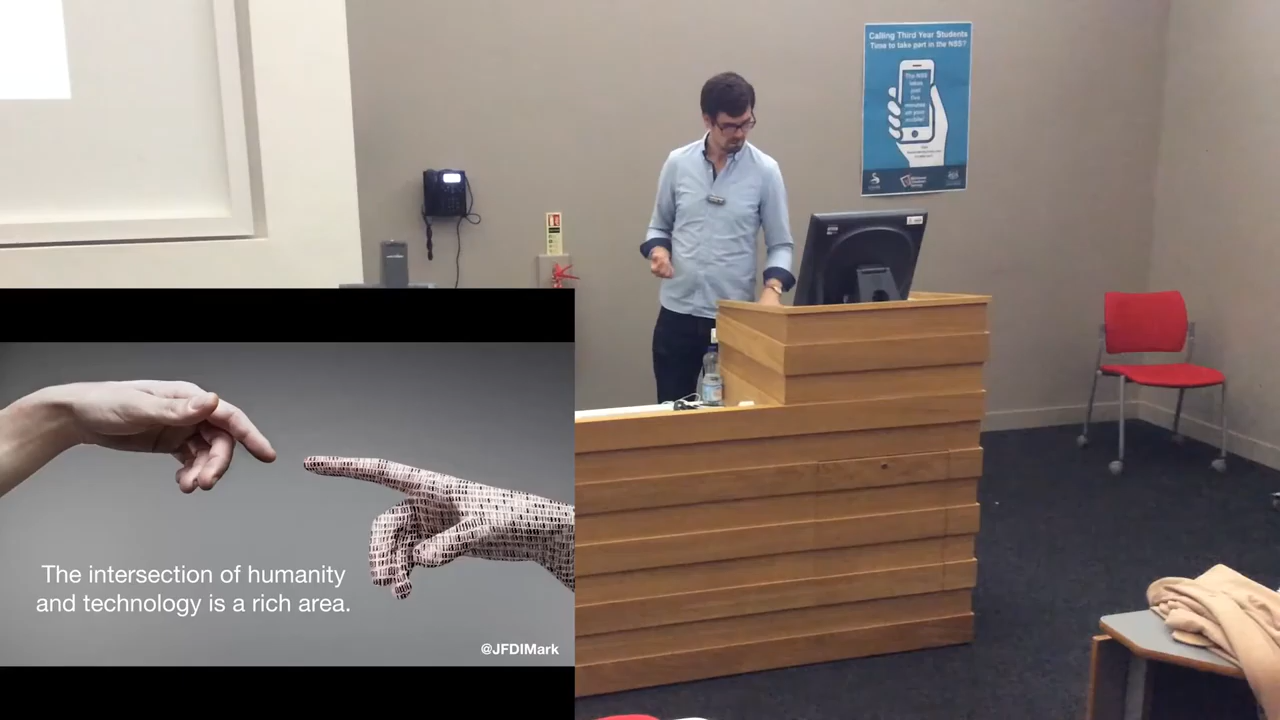 Calling Third Year Students
Time to take part in the NSS?
The NSS
takes
just
five
minutes
on your
mobile!
The intersection of humanity
and technology is a rich area.
@JFDIMark